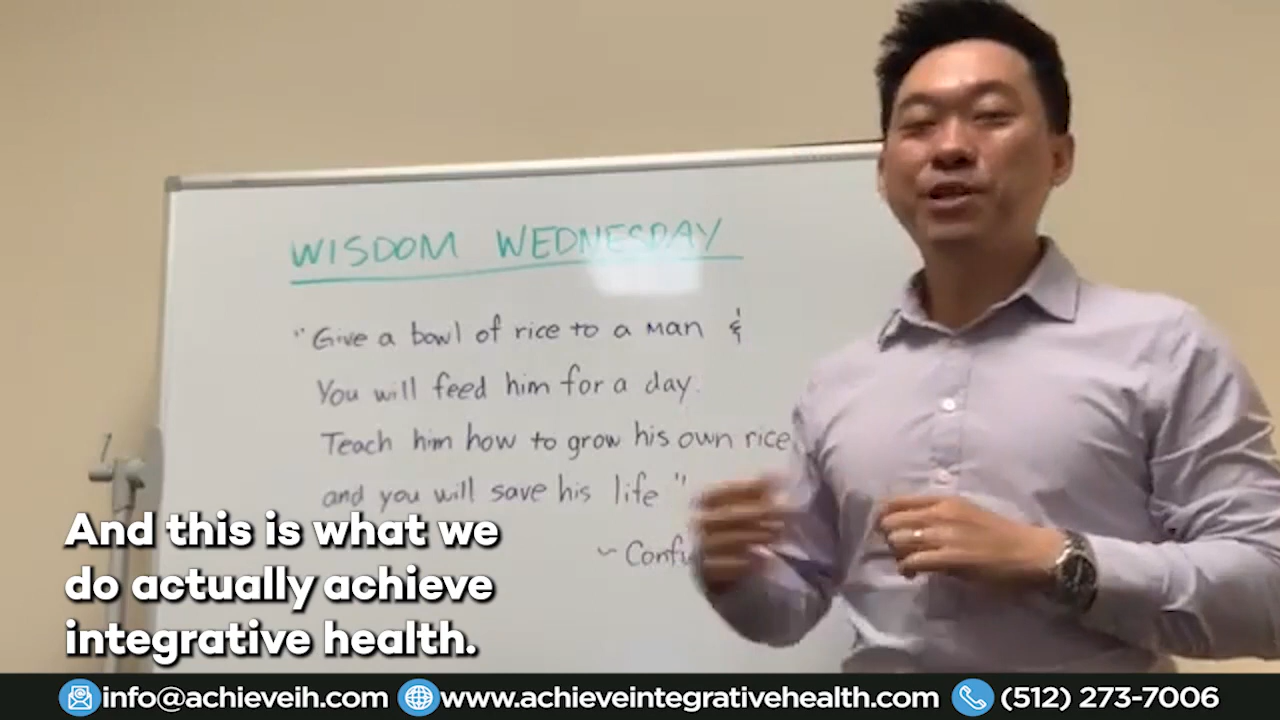 WISDOM WEDNESDAY
"Give a bowl of rice to a man &
You will feed him for a day.
Teach him how to grow his own rice
and you will save his life"
~ Confu
And this is what we
do actually achieve
integrative health.
info@achieveih.com www.achieveintegrativehealth.com (512) 273-7006